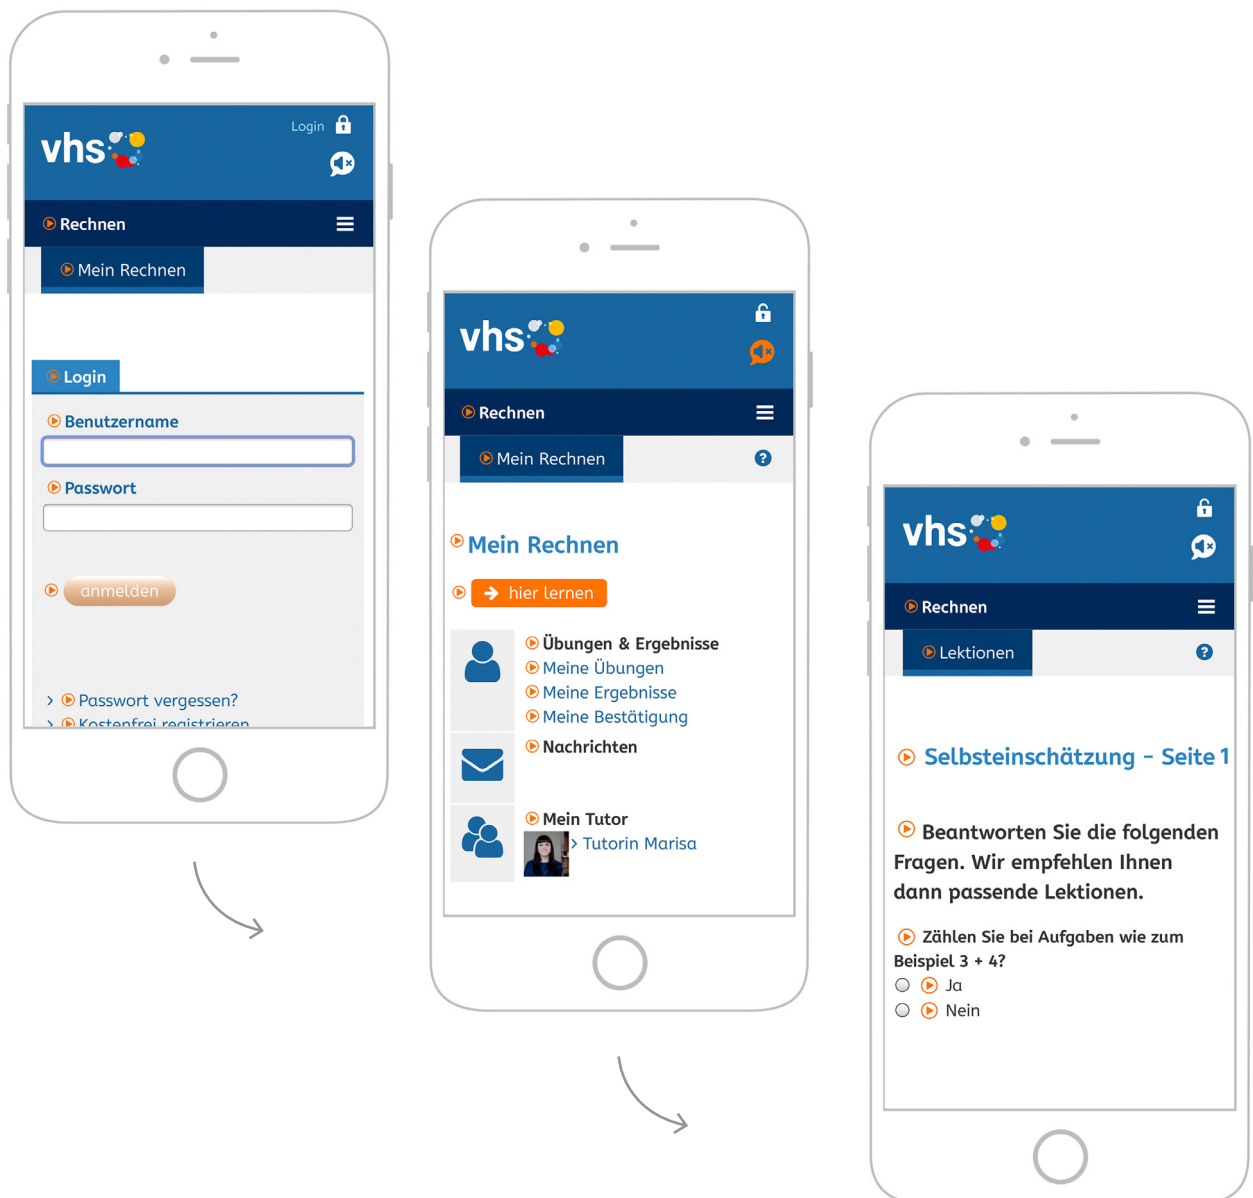 vhs
Login
Rechnen
Mein Rechnen
Login
Benutzername
Passwort
anmelden
> Passwort vergessen?
> Kostenfrei registrieren
vhs
Rechnen
Mein Rechnen
?
Mein Rechnen
→ hier lernen
Übungen & Ergebnisse
Meine Übungen
Meine Ergebnisse
Meine Bestätigung
Nachrichten
Mein Tutor
> Tutorin Marisa
vhs
Rechnen
Lektionen
?
Selbsteinschätzung - Seite 1
Beantworten Sie die folgenden
Fragen. Wir empfehlen Ihnen
dann passende Lektionen.
Zählen Sie bei Aufgaben wie zum
Beispiel 3 + 4?
Ja
Nein